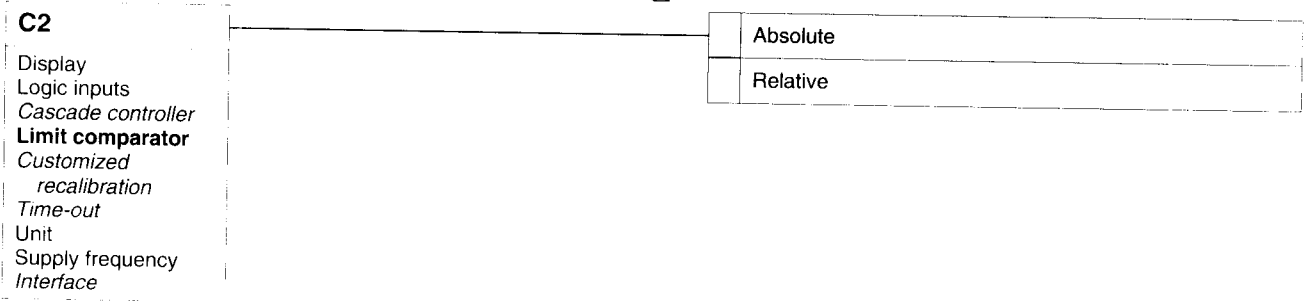 C2
Display
Logic inputs
Cascade controller
Limit comparator
Customized
recalibration
Time-out
Unit
Supply frequency
Interface
Absolute
Relative